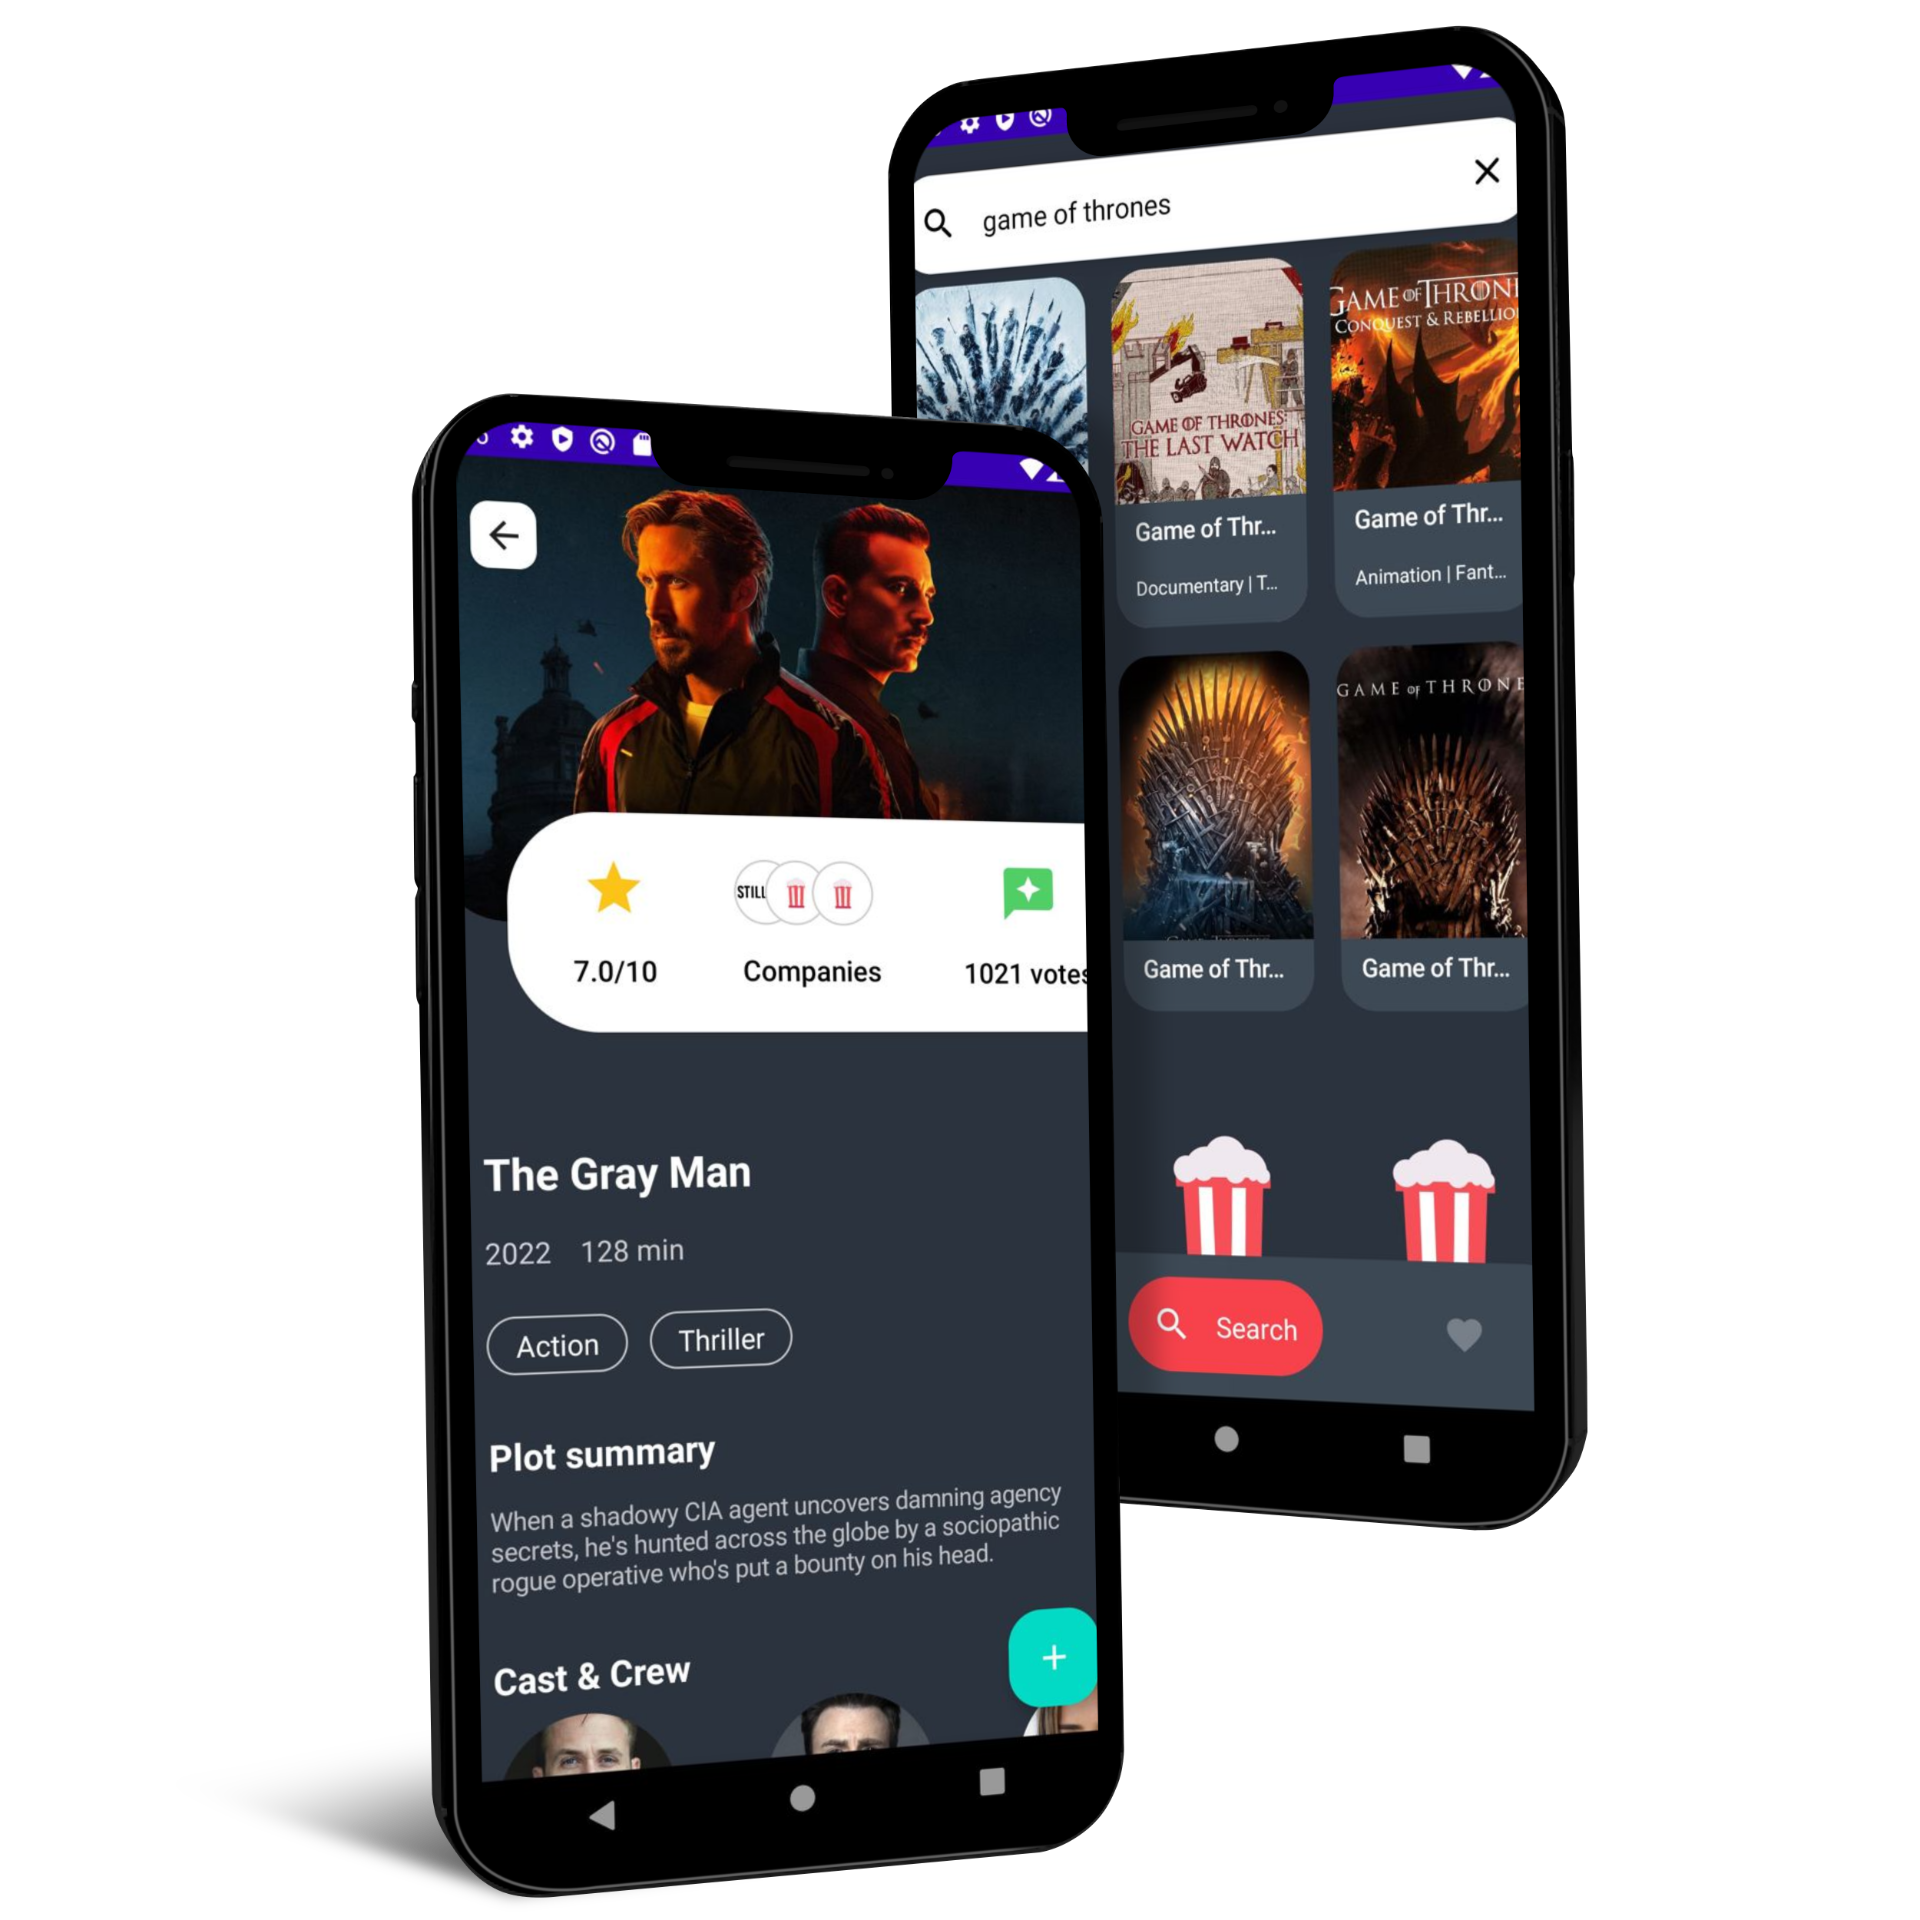 game of thrones
GAME OF THRONES
THE LAST WATCH
GAME OF THRON
CONQUEST & REBELLIO
Game of Thr...
Game of Thr...
Documentary | T...
Animation | Fant...
GAME OF THRONE
Game of Thr...
Game of Thr...
Search
STILL
7.0/10
Companies
1021 votes
The Gray Man
2022 128 min
Action
Thriller
Plot summary
When a shadowy CIA agent uncovers damning agency
secrets, he's hunted across the globe by a sociopathic
rogue operative who's put a bounty on his head.
Cast & Crew